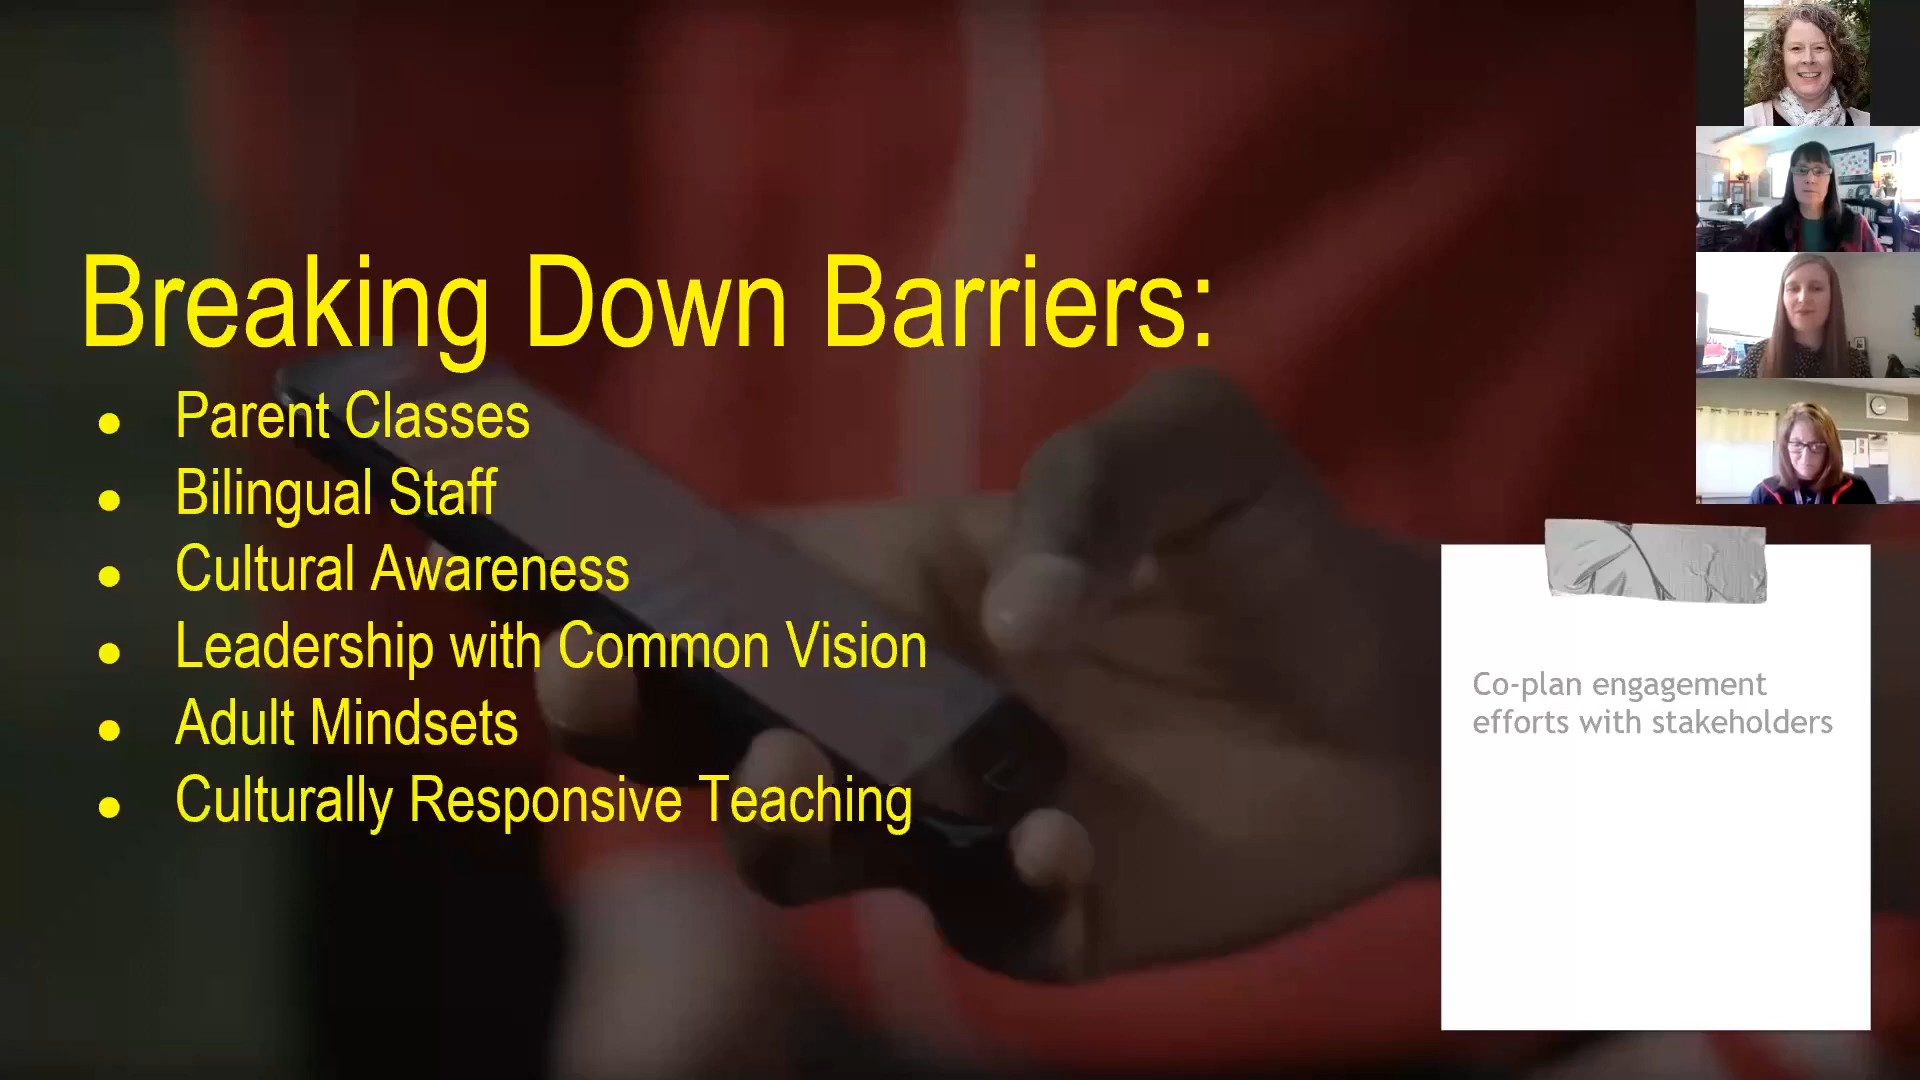 Breaking Down Barriers:
● Parent Classes
● Bilingual Staff
● Cultural Awareness
● Leadership with Common Vision
● Adult Mindsets
● Culturally Responsive Teaching
Co-plan engagement
efforts with stakeholders